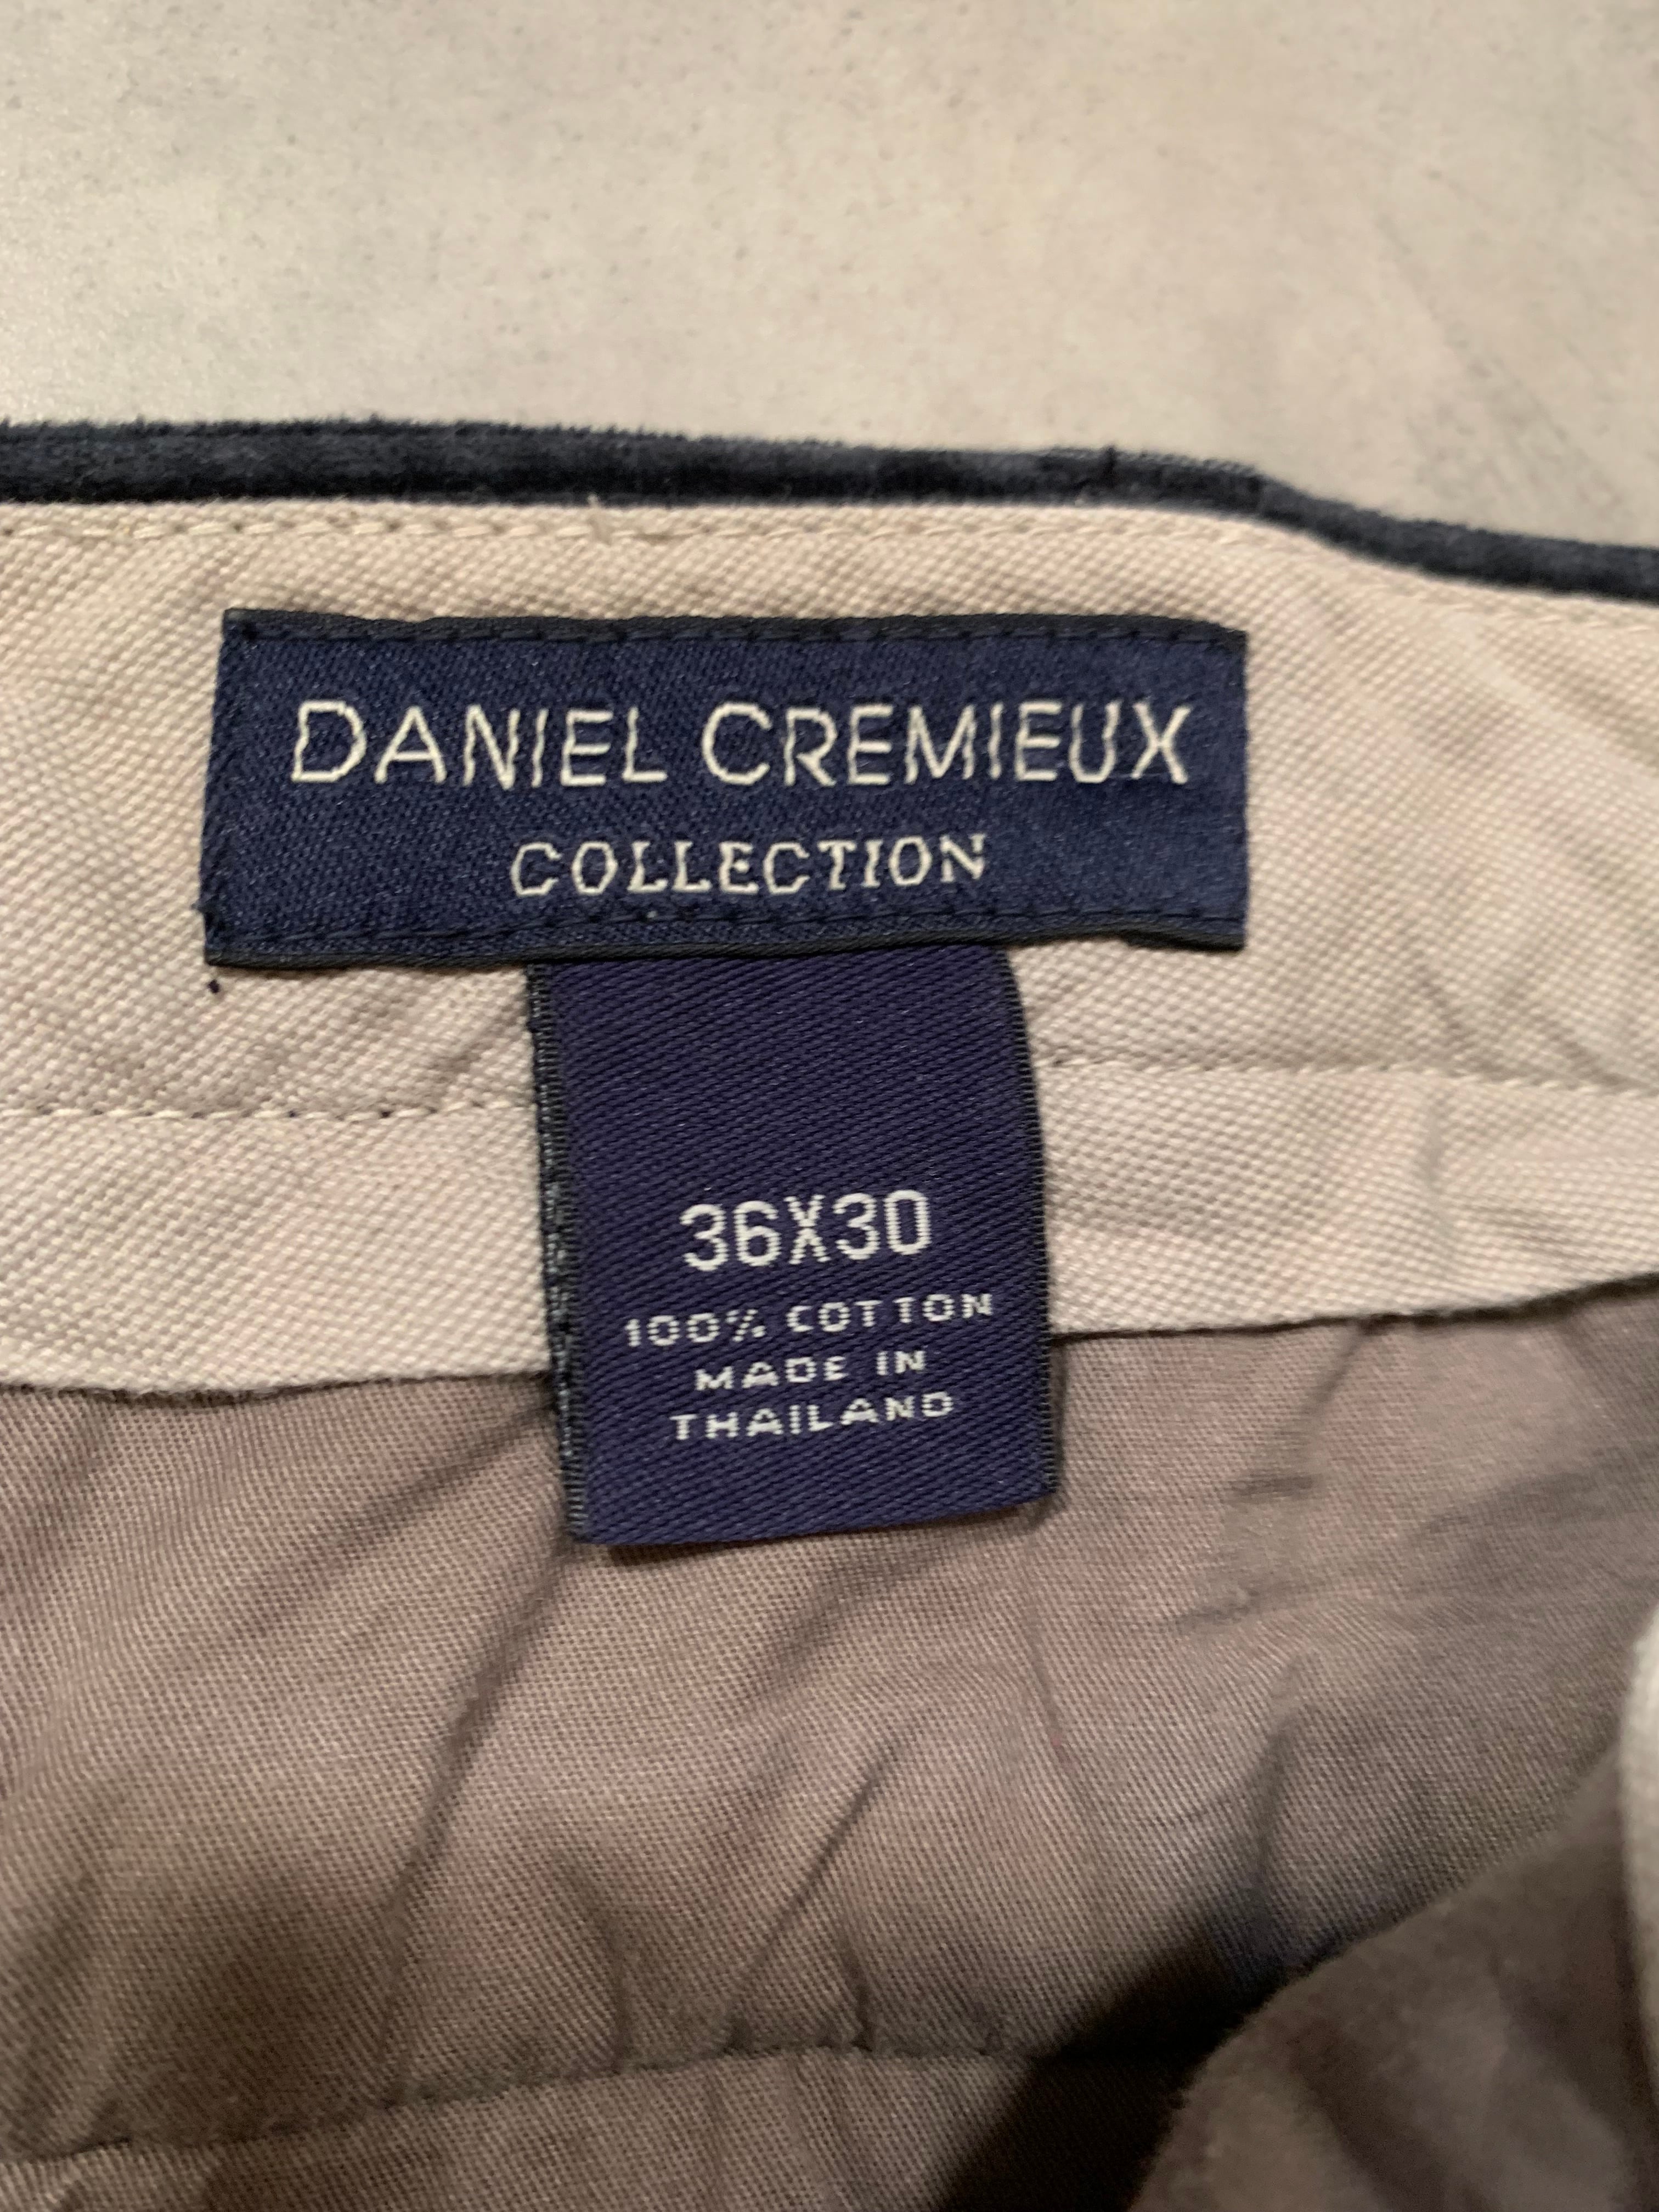 DANIEL CREMIEUX
COLLECTION
36X30
100% COTTON
MADE IN
THAILAND